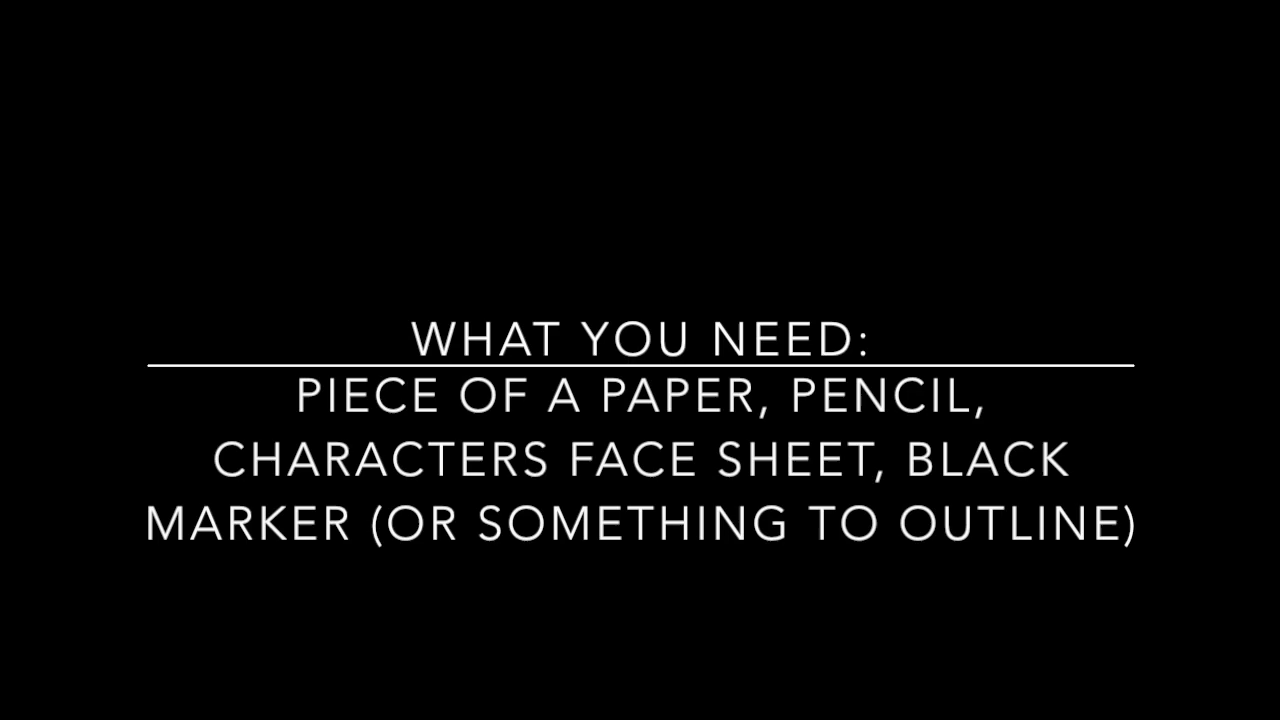 WHAT YOU NEED:
PIECE OF A PAPER, PENCIL,
CHARACTERS FACE SHEET, BLACK
MARKER (OR SOMETHING TO OUTLINE)